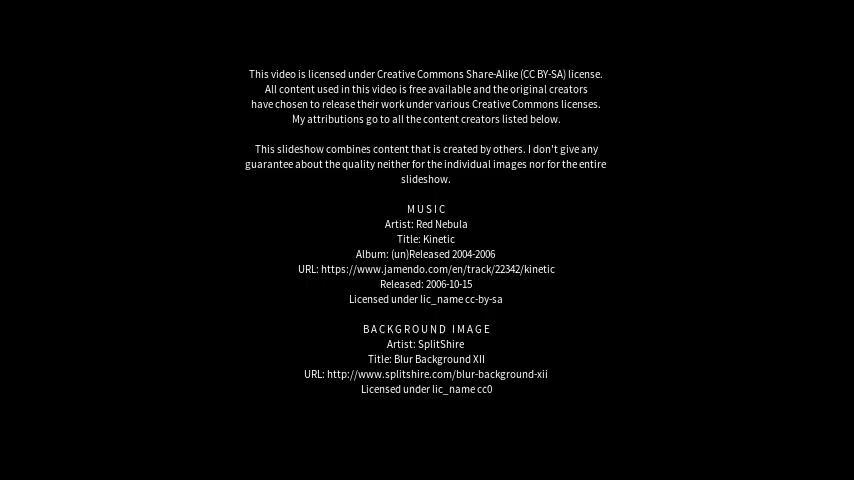 This video is licensed under Creative Commons Share-Alike (CC BY-SA) license.
All content used in this video is free available and the original creators
have chosen to release their work under various Creative Commons licenses.
My attributions go to all the content creators listed below.
This slideshow combines content that is created by others. I don't give any
guarantee about the quality neither for the individual images nor for the entire
slideshow.
MUSIC
Artist: Red Nebula
Title: Kinetic
Album: (un)Released 2004-2006
URL: https://www.jamendo.com/en/track/22342/kinetic
Released: 2006-10-15
Licensed under lic_name cc-by-sa
BACKGROUND IMAGE
Artist: SplitShire
Title: Blur Background XII
URL: http://www.splitshire.com/blur-background-xii
Licensed under lic_name cc0